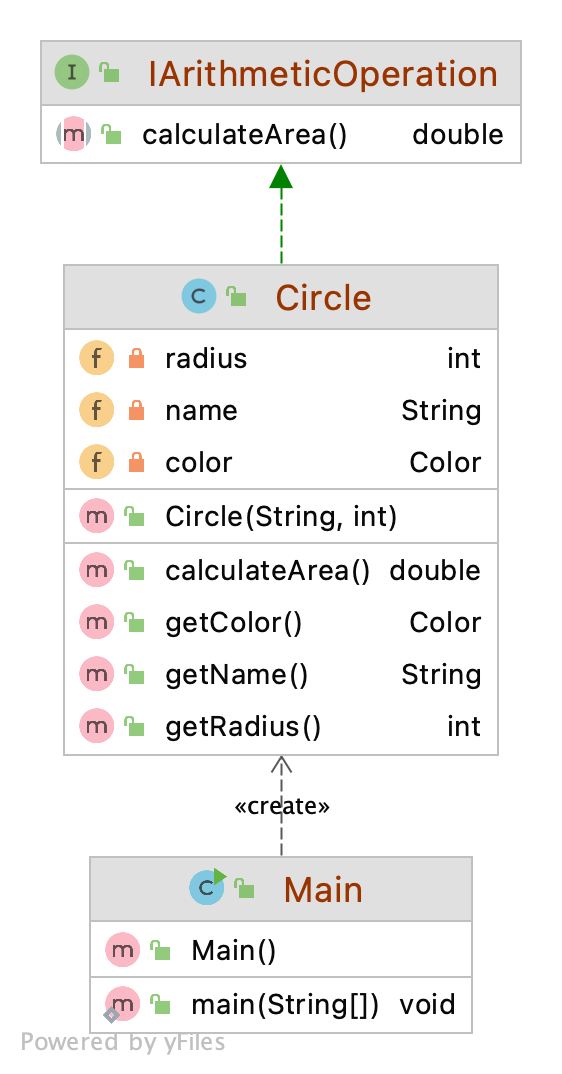 I IArithmeticOperation
m calculateArea() double
C Circle
f radius int
f name String
f color Color
m Circle(String, int)
m calculateArea() double
m getColor() Color
m getName() String
m getRadius() int
«create»
C Main
m Main()
m main(String[]) void
Powered by yFiles